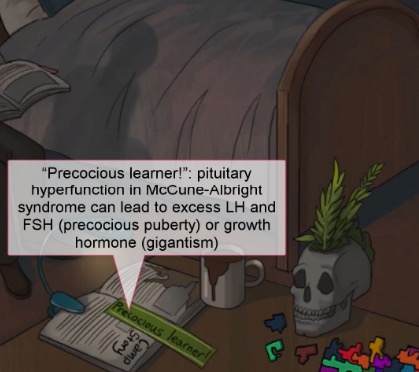 “Precocious learner!”: pituitary
hyperfunction in McCune-Albright
syndrome can lead to excess LH and
FSH (precocious puberty) or growth
hormone (gigantism)
Precocious learner!
Camp
Story